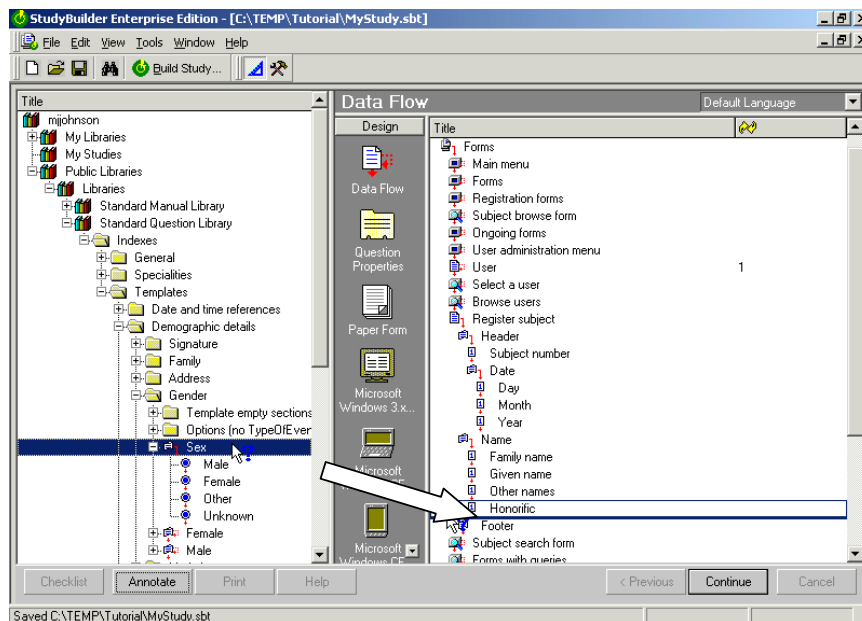 StudyBuilder Enterprise Edition - [C:\TEMP\Tutorial\MyStudy.sbt]
File Edit View Tools Window Help
Build Study...
Title
mjjohnson
My Libraries
My Studies
Public Libraries
Libraries
Standard Manual Library
Standard Question Library
Indexes
General
Specialities
Templates
Date and time references
Demographic details
Signature
Family
Address
Gender
Template empty sections
Options (no TypeOfEver
Sex
Male
Female
Other
Unknown
Female
Male
Data Flow
Default Language
Design
Data Flow
Question
Properties
Paper Form
Microsoft
Windows 3.x...
Microsoft
Microsoft
Windows CE
Title
Forms
Main menu
Forms
Registration forms
Subject browse form
Ongoing forms
User administration menu
User 1
Select a user
Browse users
Register subject
Header
Subject number
Date
Day
Month
Year
Name
Family name
Given name
Other names
Honorific
Footer
Subject search form
Forms with queries
Checklist Annotate Print Help < Previous Continue Cancel
Saved C:\TEMP\Tutorial\MyStudy.sbt